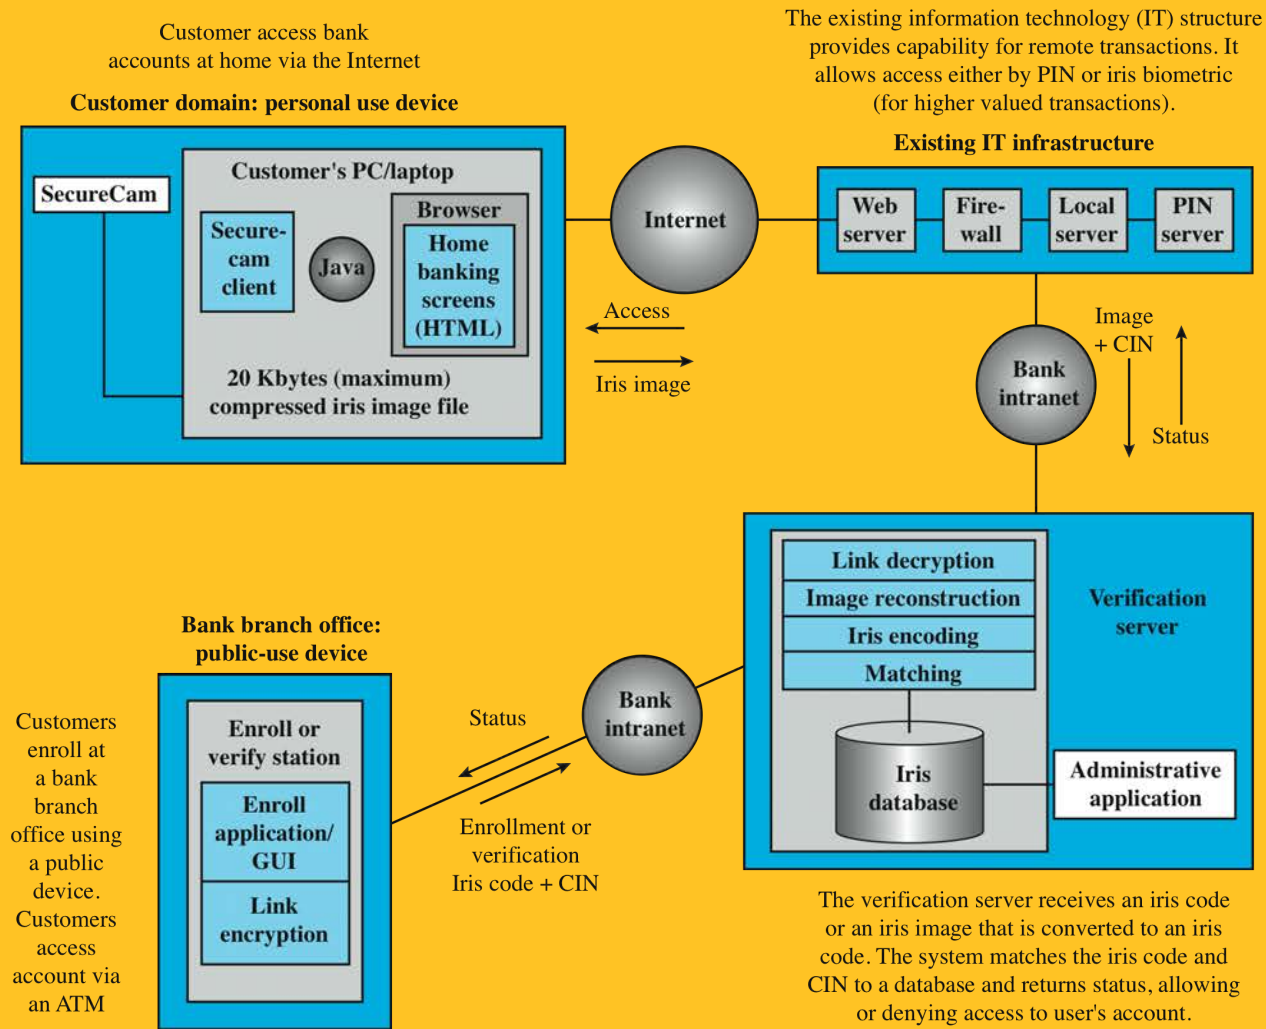 Customer access bank
accounts at home via the Internet
Customer domain: personal use device
SecureCam
Customer's PC/laptop
Secure-
cam
client
Java
Browser
Home
banking
screens
(HTML)
20 Kbytes (maximum)
compressed iris image file
Internet
Access
Iris image
The existing information technology (IT) structure
provides capability for remote transactions. It
allows access either by PIN or iris biometric
(for higher valued transactions).
Existing IT infrastructure
Web
server
Fire-
wall
Local
server
PIN
server
Bank
intranet
Image
+ CIN
Status
Link decryption
Image reconstruction
Iris encoding
Matching
Iris
database
Verification
server
Administrative
application
The verification server receives an iris code
or an iris image that is converted to an iris
code. The system matches the iris code and
CIN to a database and returns status, allowing
or denying access to user's account.
Bank branch office:
public-use device
Customers
enroll at
a bank
branch
office using
a public
device.
Customers
access
account via
an ATM
Enroll or
verify station
Enroll
application/
GUI
Link
encryption
Status
Bank
intranet
Enrollment or
verification
Iris code + CIN